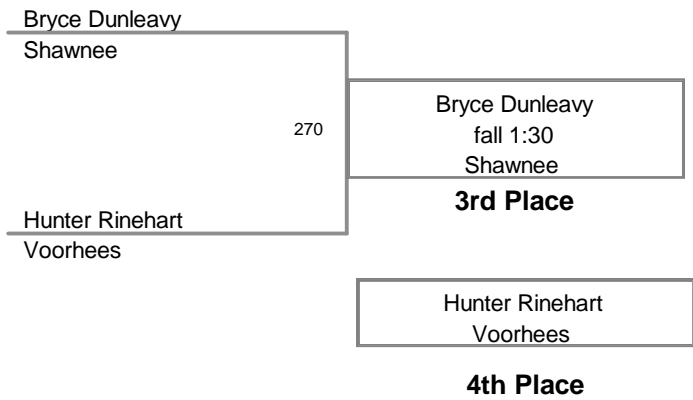 Bryce Dunleavy
Shawnee
270
Bryce Dunleavy
fall 1:30
Shawnee
3rd Place
Hunter Rinehart
Voorhees
Hunter Rinehart
Voorhees
4th Place